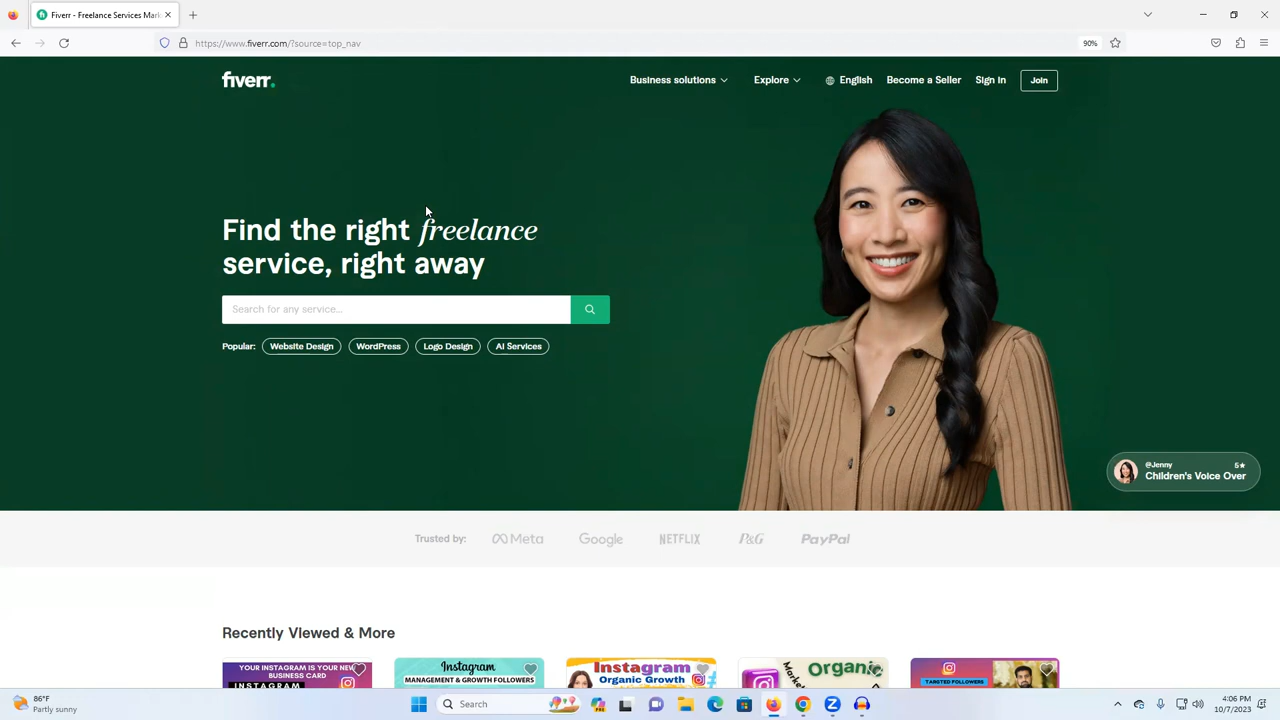 Fiverr - Freelance Services Mar
https://www.fiverr.com/?source=top_nav
90%
fiverr.
Business solutions
Explore
English
Become a Seller
Sign in
Join
Find the right freelance
service, right away
Search for any service...
Popular:
Website Design
WordPress
Logo Design
AI Services
@Jenny
5★
Children's Voice Over
Trusted by:
Meta
Google
NETFLIX
P&G
PayPal
Recently Viewed & More
YOUR INSTAGRAM IS YOUR NEW
BUSINESS CARD
INSTAGRAM
Instagram
MANAGEMENT & GROWTH FOLLOWERS
Instagram
Organic Growth
Organic
TARGETED FOLLOWERS
86°F
Partly sunny
Search
4:06 PM
10/7/2023